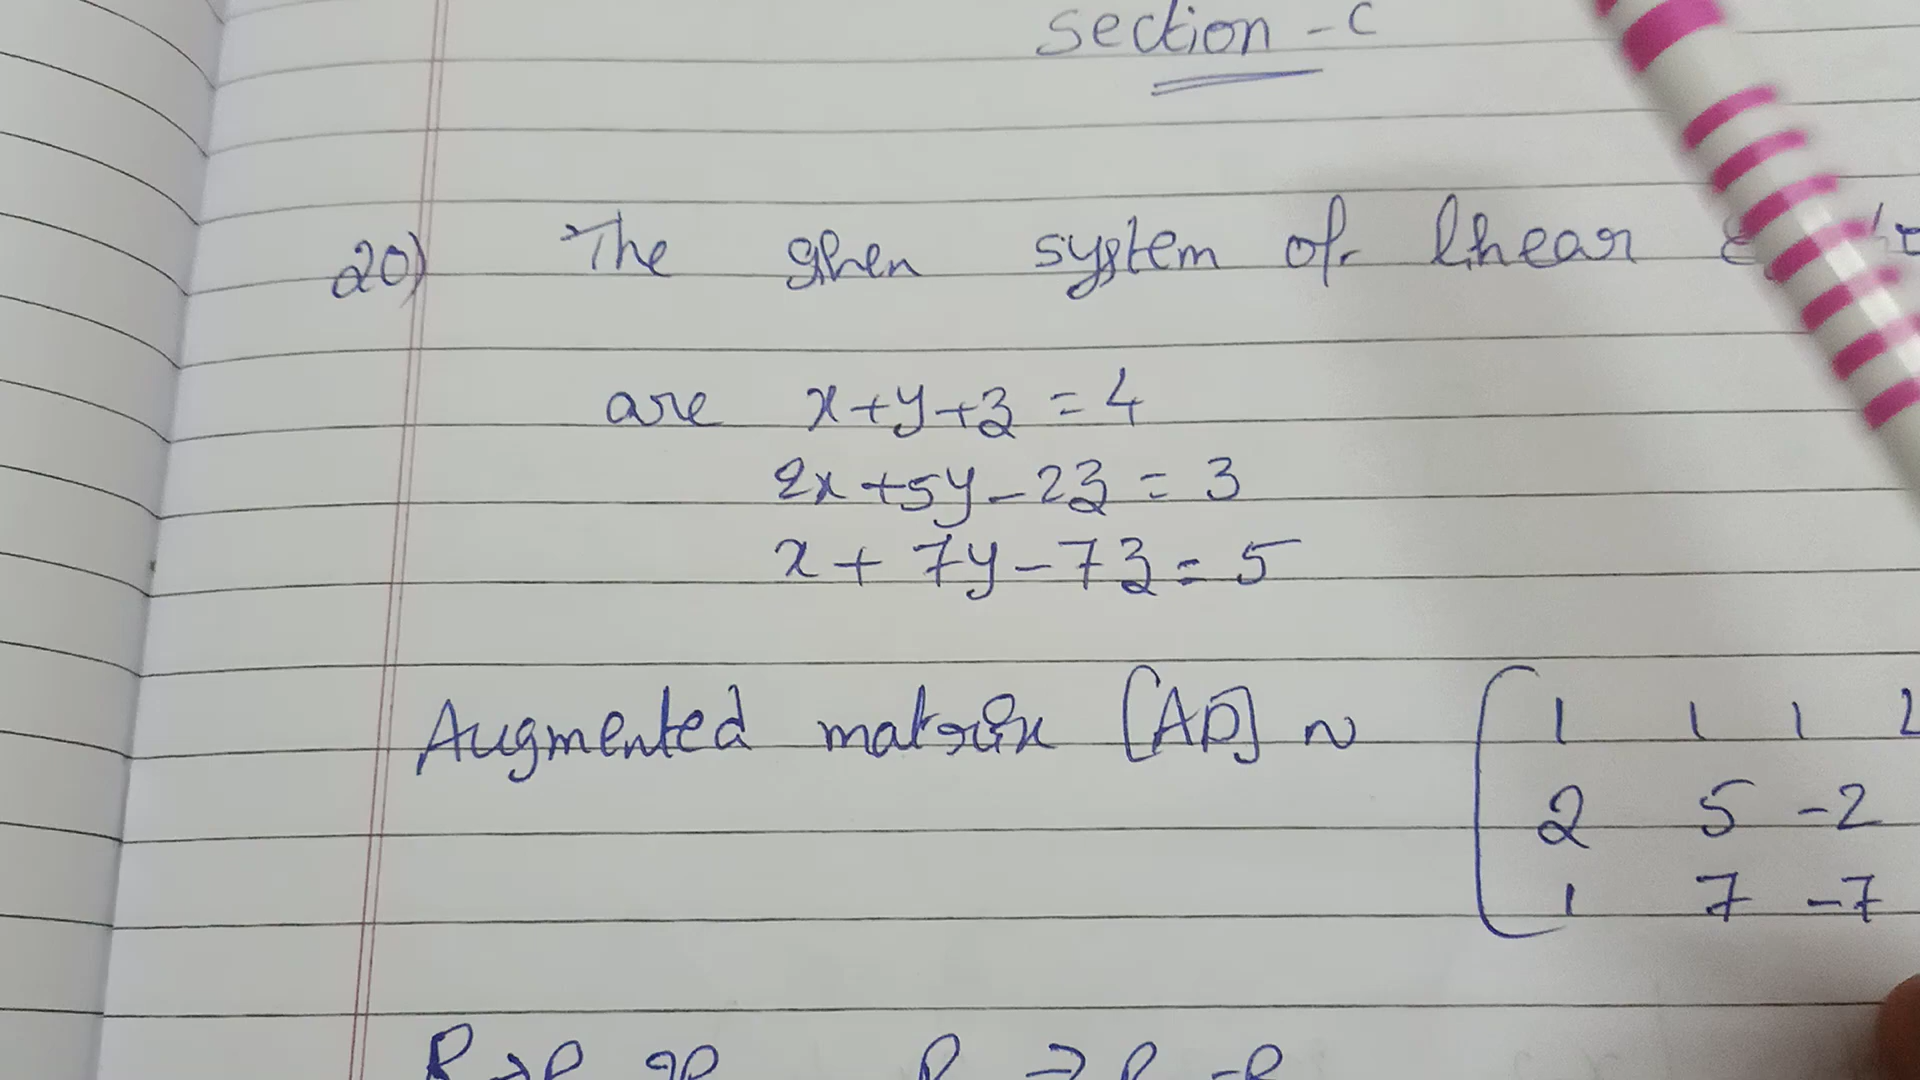 Section - C
20) The given system of linear
are x+y+z = 4
2x+5y-2z = 3
x + 7y-7z = 5
Augmented matrix [AD] ~ 1 1 1
2 5 -2
1 7 -7